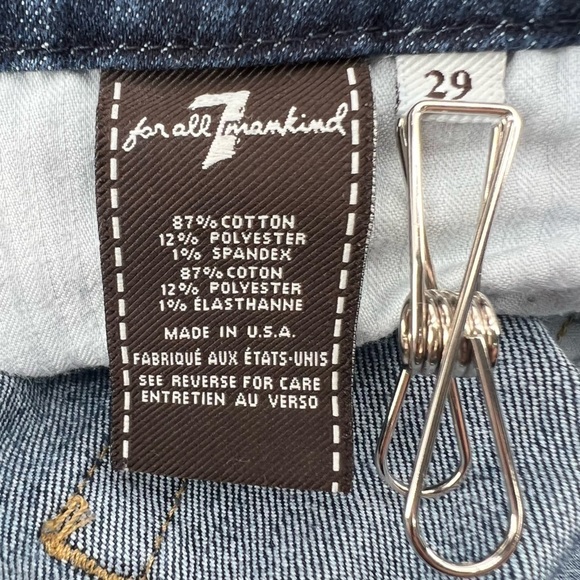 29
for all 7 mankind
87% COTTON
12% POLYESTER
1% SPANDEX
87% COTON
12% POLYESTER
1% ÉLASTHANNE
MADE IN U.S.A.
FABRIQUÉ AUX ÉTATS-UNIS
SEE REVERSE FOR CARE
ENTRETIEN AU VERSO